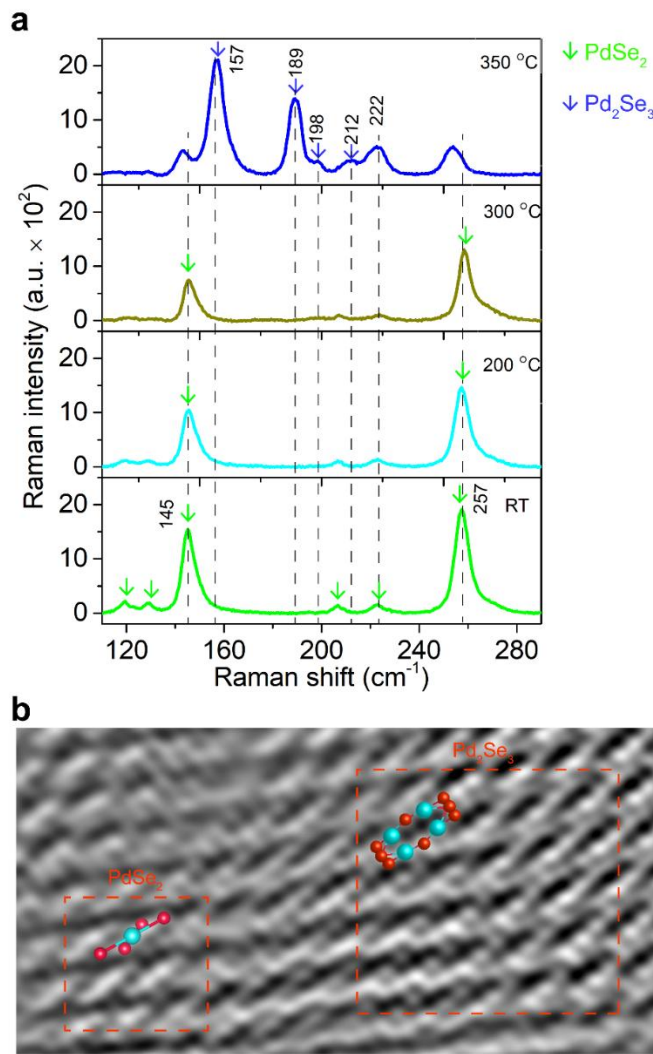 a
157
189
198
212
222
350 °C
↓ PdSe₂
↓ Pd₂Se₃
20
10
0
300 °C
20
10
0
200 °C
20
10
0
145
257
RT
20
10
0
Raman intensity (a.u. × 10²)
120
160
200
240
280
Raman shift (cm⁻¹)
b
Pd₂Se₃
PdSe₂